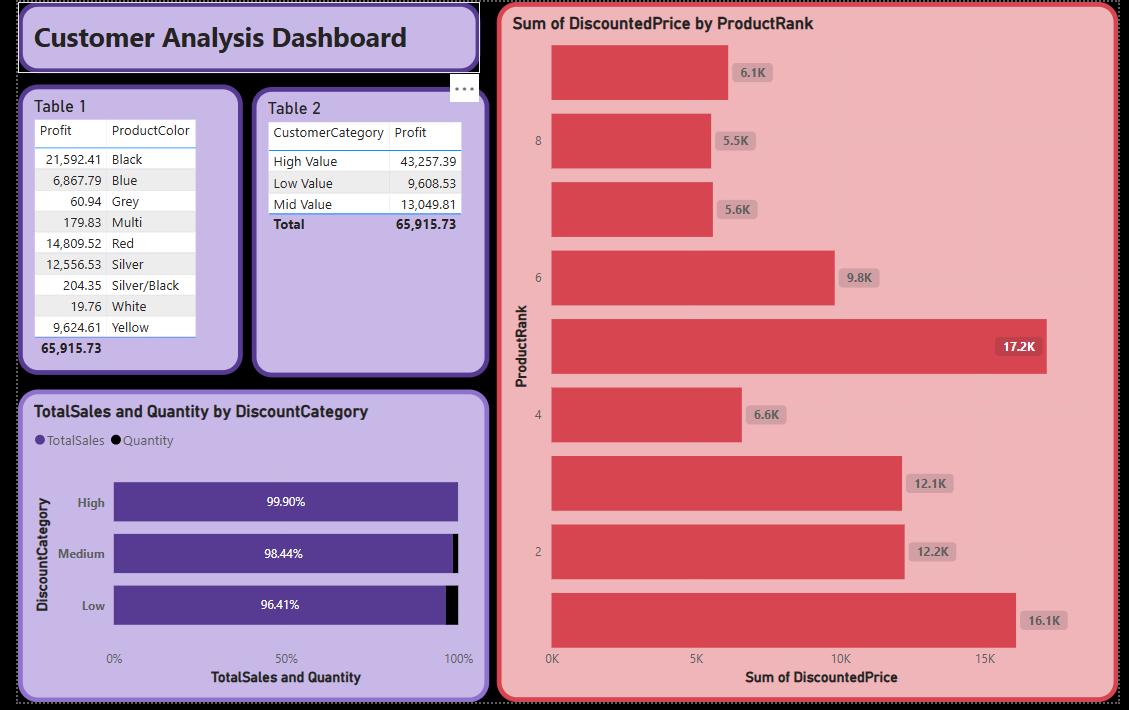 Customer Analysis Dashboard
Table 1
Profit ProductColor
21,592.41 Black
6,867.79 Blue
60.94 Grey
179.83 Multi
14,809.52 Red
12,556.53 Silver
204.35 Silver/Black
19.76 White
9,624.61 Yellow
65,915.73
Table 2
CustomerCategory Profit
High Value 43,257.39
Low Value 9,608.53
Mid Value 13,049.81
Total 65,915.73
TotalSales and Quantity by DiscountCategory
TotalSales Quantity
DiscountCategory
High 99.90%
Medium 98.44%
Low 96.41%
0% 50% 100%
TotalSales and Quantity
Sum of DiscountedPrice by ProductRank
ProductRank
6.1K
8 5.5K
5.6K
6 9.8K
17.2K
4 6.6K
12.1K
2 12.2K
16.1K
0K 5K 10K 15K
Sum of DiscountedPrice